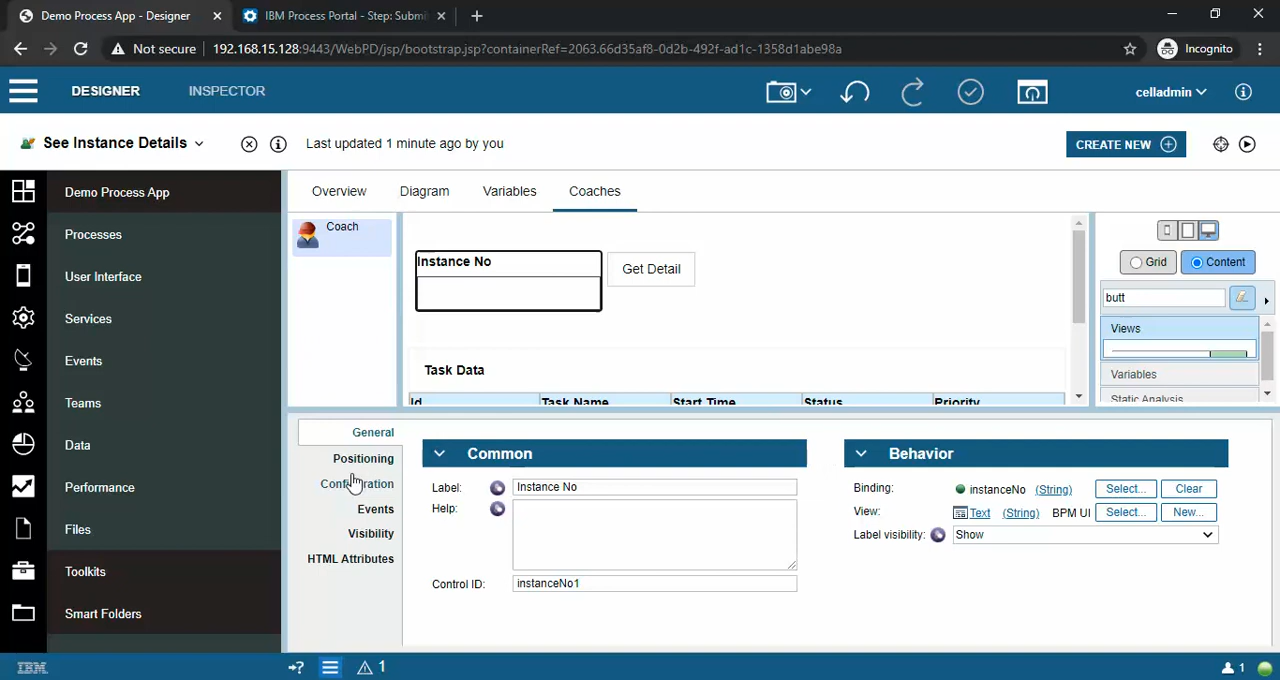 Demo Process App - Designer
IBM Process Portal - Step: Submi
Not secure 192.168.15.128:9443/WebPD/jsp/bootstrap.jsp?containerRef=2063.66d35af8-0d2b-492f-ad1c-1358d1abe98a
Incognito
DESIGNER INSPECTOR
celladmin
See Instance Details
Last updated 1 minute ago by you
CREATE NEW
Demo Process App
Processes
User Interface
Services
Events
Teams
Data
Performance
Files
Toolkits
Smart Folders
Overview Diagram Variables Coaches
Coach
Instance No
Get Detail
Task Data
Id Task Name Start Time Status Priority
Grid Content
butt
Views
Variables
Static Analysis
General
Positioning
Configuration
Events
Visibility
HTML Attributes
Common
Label: Instance No
Help:
Control ID: instanceNo1
Behavior
Binding: instanceNo (String) Select... Clear
View: Text (String) BPM UI Select... New...
Label visibility: Show
IBM
1
1